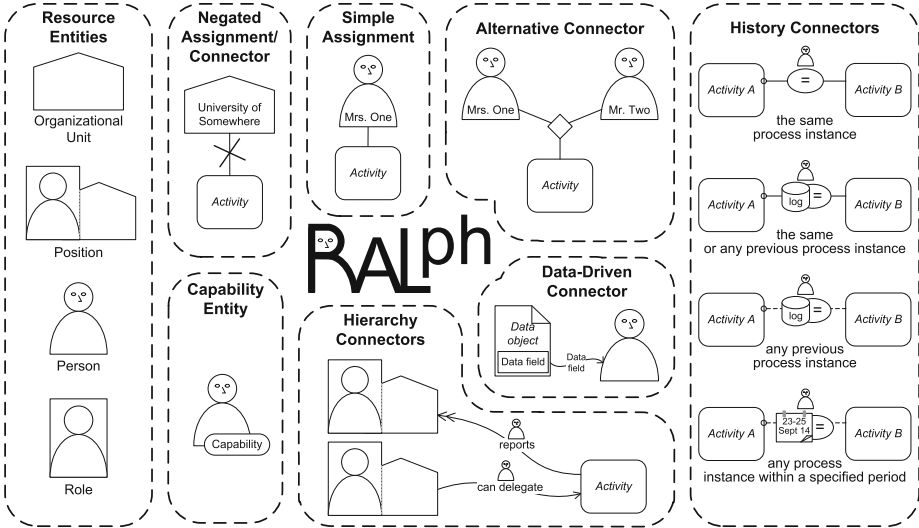 Resource
Entities
Organizational
Unit
Position
Person
Role
Negated
Assignment/
Connector
University of
Somewhere
Activity
Capability
Entity
Capability
Simple
Assignment
Mrs. One
Activity
RALph
Hierarchy
Connectors
reports
can delegate
Activity
Alternative Connector
Mrs. One
Mr. Two
Activity
Data-Driven
Connector
Data
object
Data field
Data
field
History Connectors
Activity A
=
Activity B
the same
process instance
Activity A
log
=
Activity B
the same
or any previous process instance
Activity A
log
=
Activity B
any previous
process instance
Activity A
23-25
Sept 14
=
Activity B
any process
instance within a specified period